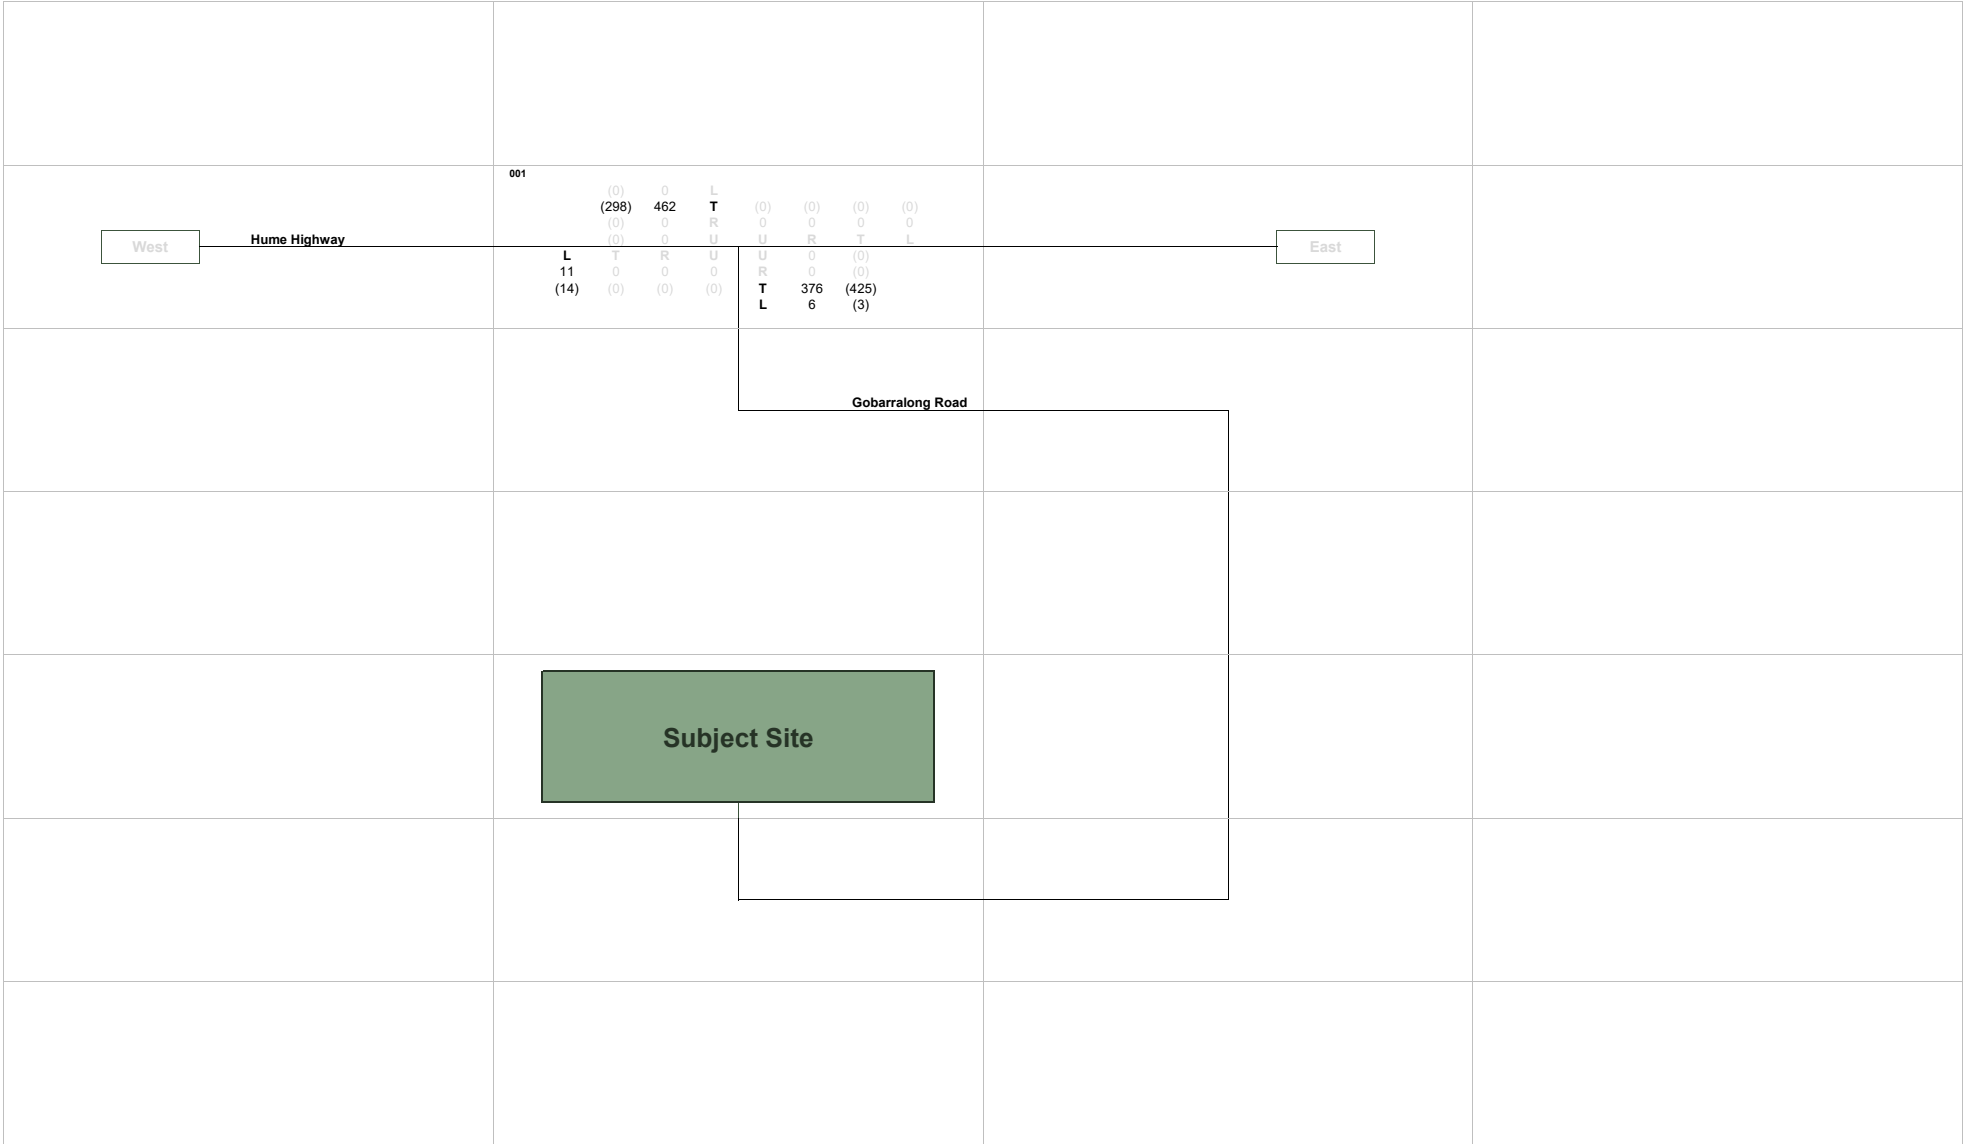 001
(0) 0 L
(298) 462 T (0) (0) (0) (0)
(0) 0 R 0 0 0 0
West Hume Highway (0) 0 U U R T L East
L T R U U 0 (0)
11 0 0 0 R 0 (0)
(14) (0) (0) (0) T 376 (425)
L 6 (3)
Gobarralong Road
Subject Site